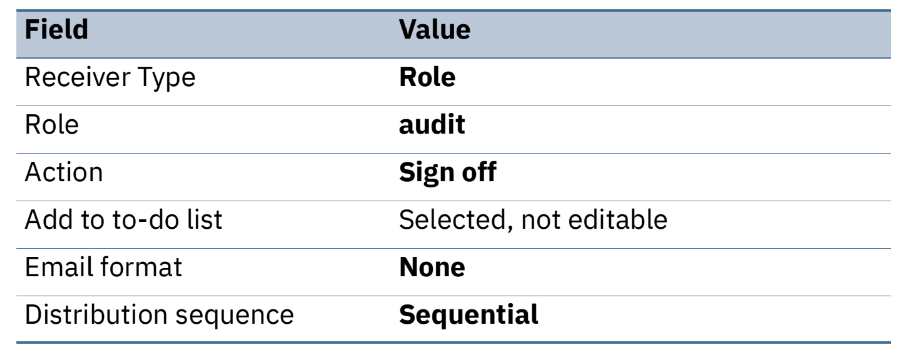 Field Value
Receiver Type Role
Role audit
Action Sign off
Add to to-do list Selected, not editable
Email format None
Distribution sequence Sequential